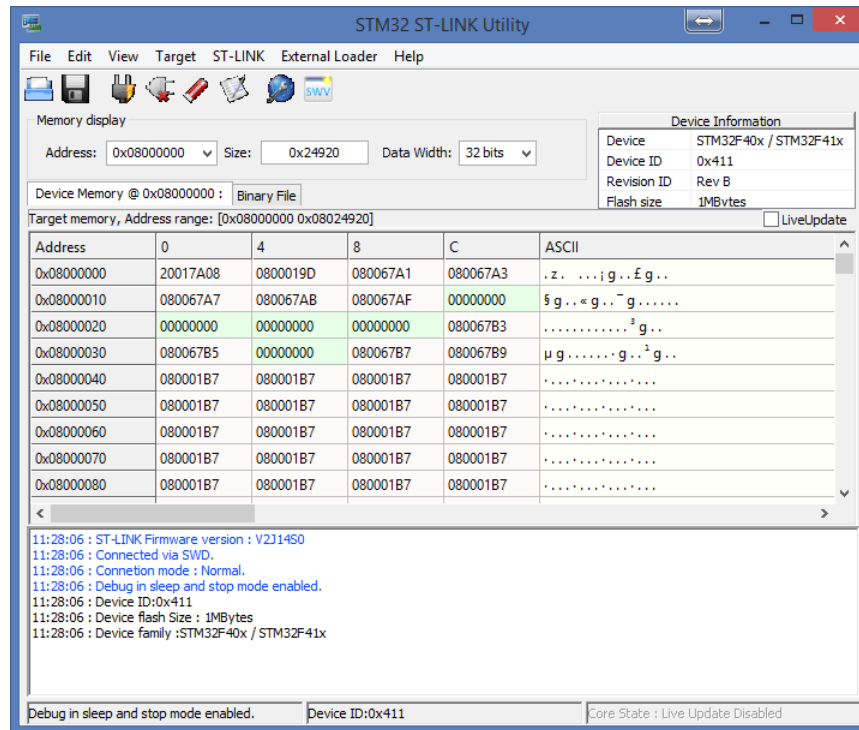 STM32 ST-LINK Utility
File Edit View Target ST-LINK External Loader Help
SWV
Memory display
Address: 0x08000000 Size: 0x24920 Data Width: 32 bits
Device Information
Device STM32F40x / STM32F41x
Device ID 0x411
Revision ID Rev B
Flash size 1MBytes
Device Memory @ 0x08000000 : Binary File
Target memory, Address range: [0x08000000 0x08024920] LiveUpdate
Address 0 4 8 C ASCII
0x08000000 20017A08 0800019D 080067A1 080067A3 .z. ...¡g..£g..
0x08000010 080067A7 080067AB 080067AF 00000000 §g..«g..¯g......
0x08000020 00000000 00000000 00000000 080067B3 ............³g..
0x08000030 080067B5 00000000 080067B7 080067B9 µg......·g..¹g..
0x08000040 080001B7 080001B7 080001B7 080001B7 ·...·...·...·...
0x08000050 080001B7 080001B7 080001B7 080001B7 ·...·...·...·...
0x08000060 080001B7 080001B7 080001B7 080001B7 ·...·...·...·...
0x08000070 080001B7 080001B7 080001B7 080001B7 ·...·...·...·...
0x08000080 080001B7 080001B7 080001B7 080001B7 ·...·...·...·...
11:28:06 : ST-LINK Firmware version : V2J14S0
11:28:06 : Connected via SWD.
11:28:06 : Connetion mode : Normal.
11:28:06 : Debug in sleep and stop mode enabled.
11:28:06 : Device ID:0x411
11:28:06 : Device flash Size : 1MBytes
11:28:06 : Device family :STM32F40x / STM32F41x
Debug in sleep and stop mode enabled. Device ID:0x411 Core State : Live Update Disabled